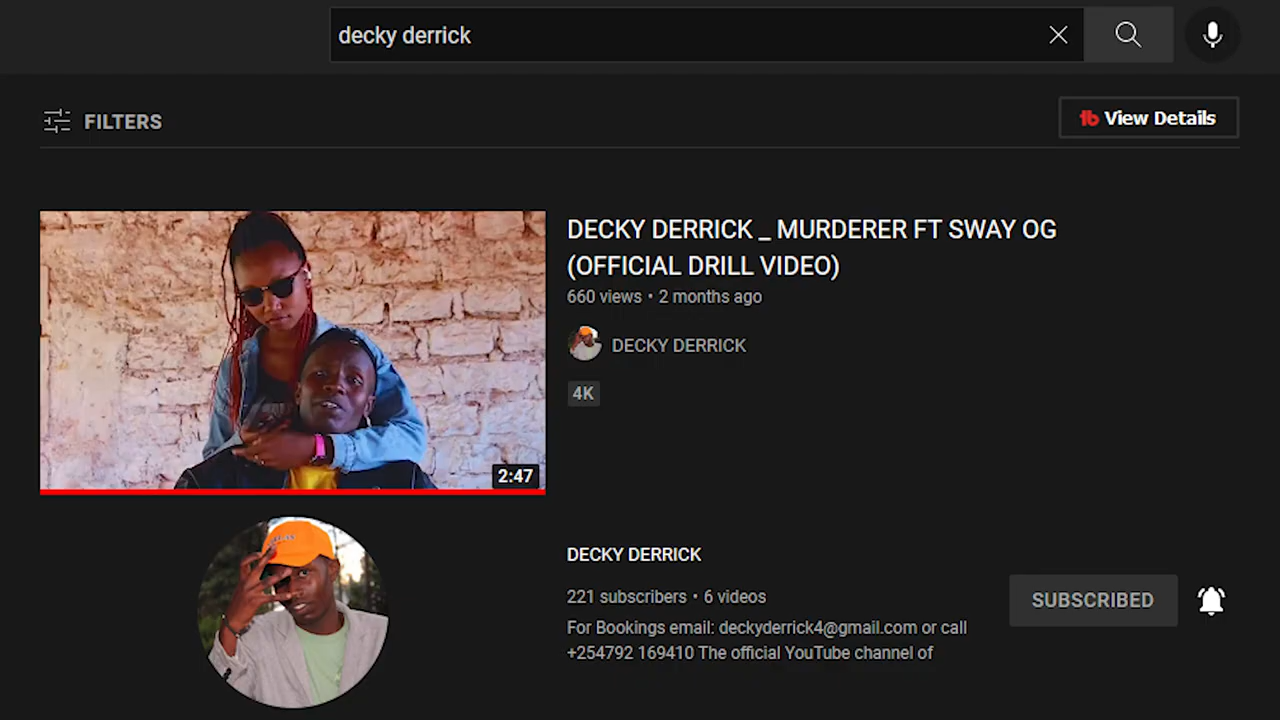 decky derrick
FILTERS
View Details
DECKY DERRICK _ MURDERER FT SWAY OG
(OFFICIAL DRILL VIDEO)
660 views • 2 months ago
DECKY DERRICK
4K
2:47
DECKY DERRICK
221 subscribers • 6 videos
For Bookings email: deckyderrick4@gmail.com or call
+254792 169410 The official YouTube channel of
SUBSCRIBED